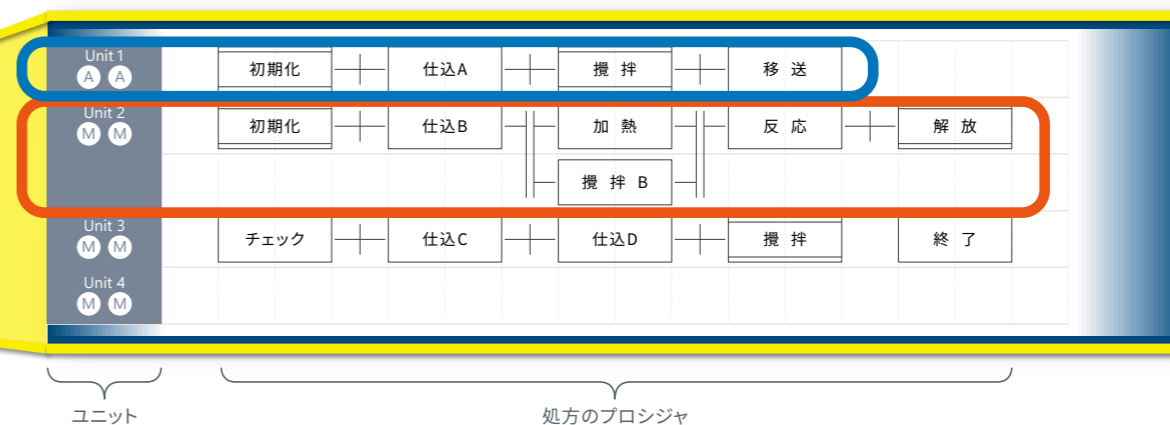 Unit 1
A A
初期化 仕込A 攪拌 移送
Unit 2
M M
初期化 仕込B 加熱 反応 解放
攪拌 B
Unit 3
M M
チェック 仕込C 仕込D 攪拌 終了
Unit 4
M M
ユニット 処方のプロシジャ